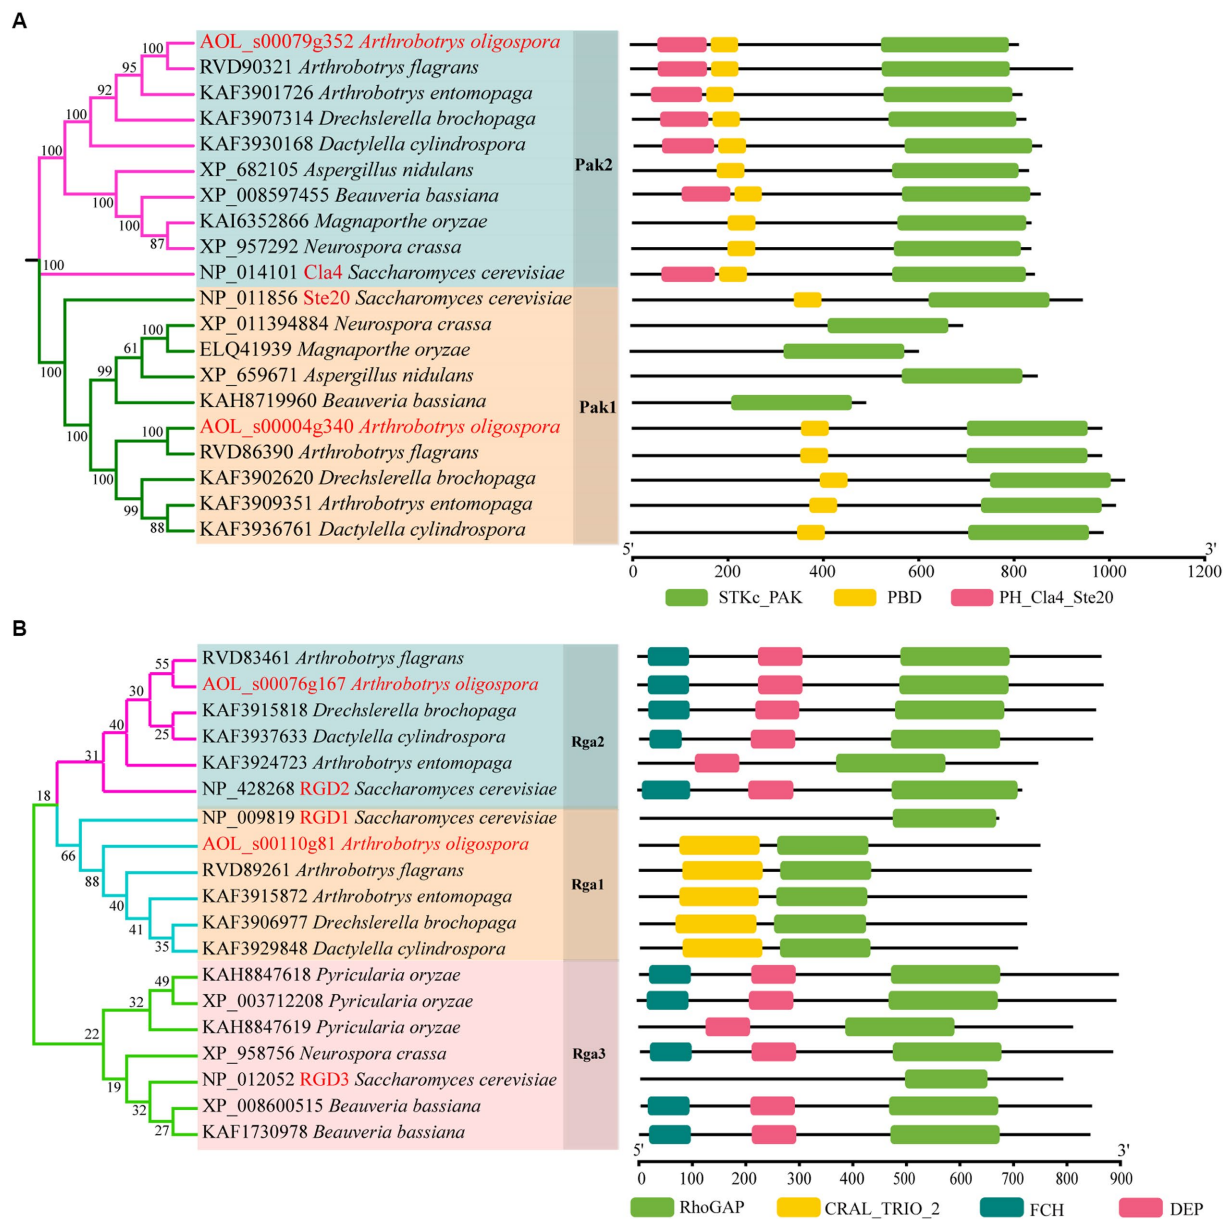 A
100 AOL_s00079g352 Arthrobotrys oligospora
95 RVD90321 Arthrobotrys flagrans
92 KAF3901726 Arthrobotrys entomopaga
100 KAF3907314 Drechslerella brochopaga
KAF3930168 Dactylella cylindrospora
100 Pak2
XP_682105 Aspergillus nidulans
100 XP_008597455 Beauveria bassiana
100 KAI6352866 Magnaporthe oryzae
87 XP_957292 Neurospora crassa
100 NP_014101 Cla4 Saccharomyces cerevisiae
NP_011856 Ste20 Saccharomyces cerevisiae
100 XP_011394884 Neurospora crassa
61 ELQ41939 Magnaporthe oryzae
100 99 XP_659671 Aspergillus nidulans
KAH8719960 Beauveria bassiana
Pak1
100 100 AOL_s00004g340 Arthrobotrys oligospora
RVD86390 Arthrobotrys flagrans
100 KAF3902620 Drechslerella brochopaga
99 KAF3909351 Arthrobotrys entomopaga
88 KAF3936761 Dactylella cylindrospora
5' 3'
0 200 400 600 800 1000 1200
STKc_PAK PBD PH_Cla4_Ste20
B
55 RVD83461 Arthrobotrys flagrans
30 AOL_s00076g167 Arthrobotrys oligospora
40 KAF3915818 Drechslerella brochopaga
25 KAF3937633 Dactylella cylindrospora
Rga2
31 KAF3924723 Arthrobotrys entomopaga
18 NP_428268 RGD2 Saccharomyces cerevisiae
NP_009819 RGD1 Saccharomyces cerevisiae
66 AOL_s00110g81 Arthrobotrys oligospora
88 RVD89261 Arthrobotrys flagrans
Rga1
40 KAF3915872 Arthrobotrys entomopaga
41 KAF3906977 Drechslerella brochopaga
35 KAF3929848 Dactylella cylindrospora
49 KAH8847618 Pyricularia oryzae
32 XP_003712208 Pyricularia oryzae
22 KAH8847619 Pyricularia oryzae
XP_958756 Neurospora crassa
Rga3
19 NP_012052 RGD3 Saccharomyces cerevisiae
32 XP_008600515 Beauveria bassiana
27 KAF1730978 Beauveria bassiana
5' 3'
0 100 200 300 400 500 600 700 800 900
RhoGAP CRAL_TRIO_2 FCH DEP